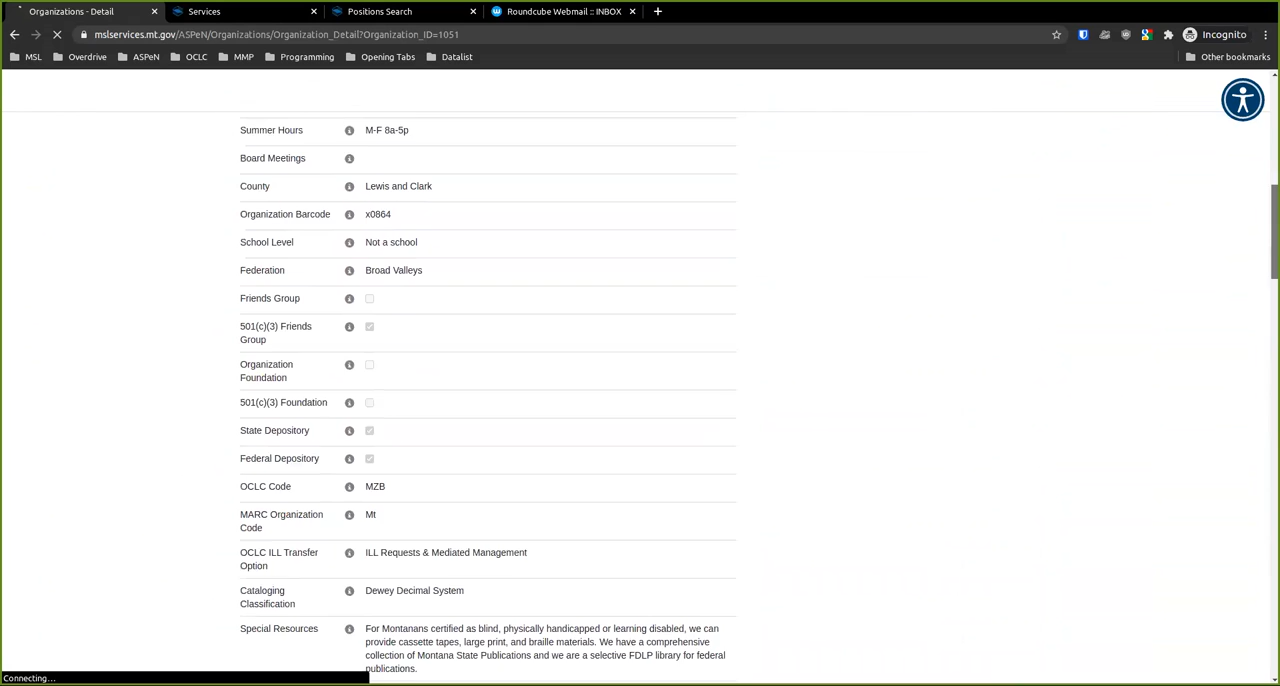 Organizations - Detail
Services
Positions Search
Roundcube Webmail :: INBOX
mslservices.mt.gov/ASPeN/Organizations/Organization_Detail?Organization_ID=1051
Incognito
MSL
Overdrive
ASPeN
OCLC
MMP
Programming
Opening Tabs
Datalist
Other bookmarks
Summer Hours M-F 8a-5p
Board Meetings
County Lewis and Clark
Organization Barcode x0864
School Level Not a school
Federation Broad Valleys
Friends Group
501(c)(3) Friends
Group
Organization
Foundation
501(c)(3) Foundation
State Depository
Federal Depository
OCLC Code MZB
MARC Organization Mt
Code
OCLC ILL Transfer ILL Requests & Mediated Management
Option
Cataloging Dewey Decimal System
Classification
Special Resources For Montanans certified as blind, physically handicapped or learning disabled, we can
provide cassette tapes, large print, and braille materials. We have a comprehensive
collection of Montana State Publications and we are a selective FDLP library for federal
publications.
Connecting...